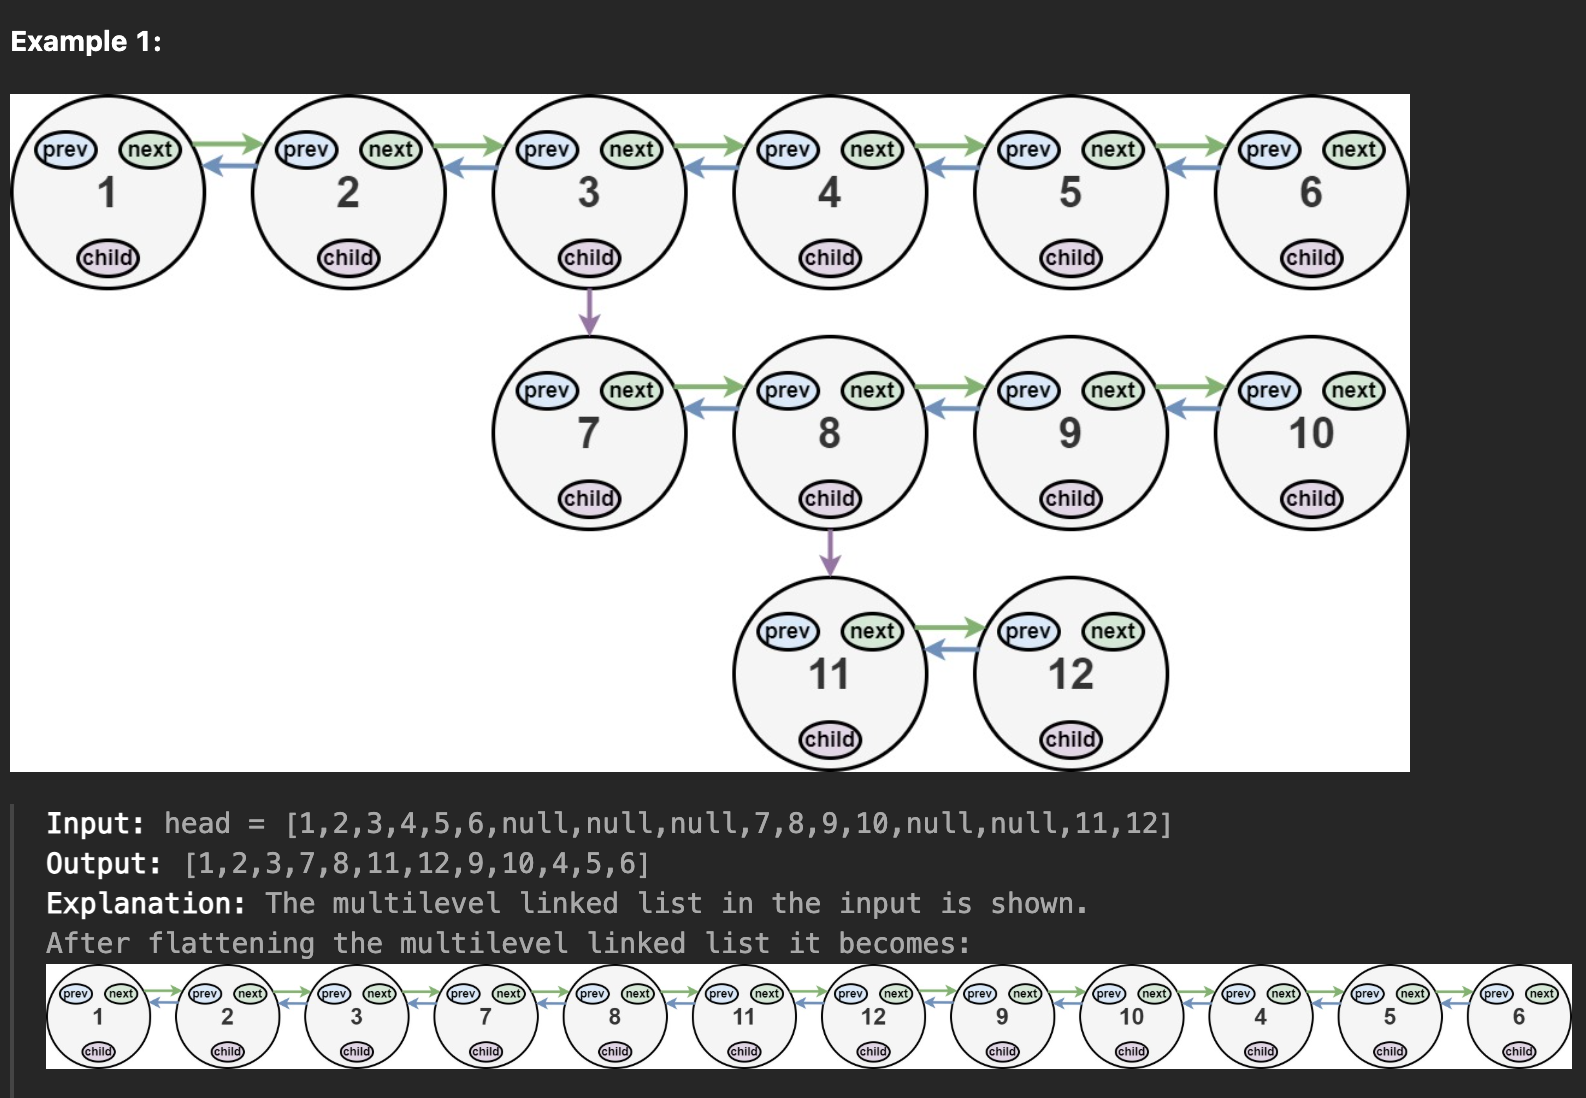 Example 1:
prev next prev next prev next prev next prev next prev next
1 2 3 4 5 6
child child child child child child
prev next prev next prev next prev next
7 8 9 10
child child child child
prev next prev next
11 12
child child
Input: head = [1,2,3,4,5,6,null,null,null,7,8,9,10,null,null,11,12]
Output: [1,2,3,7,8,11,12,9,10,4,5,6]
Explanation: The multilevel linked list in the input is shown.
After flattening the multilevel linked list it becomes:
prev next prev next prev next prev next prev next prev next prev next prev next prev next prev next prev next prev next
1 2 3 7 8 11 12 9 10 4 5 6
child child child child child child child child child child child child